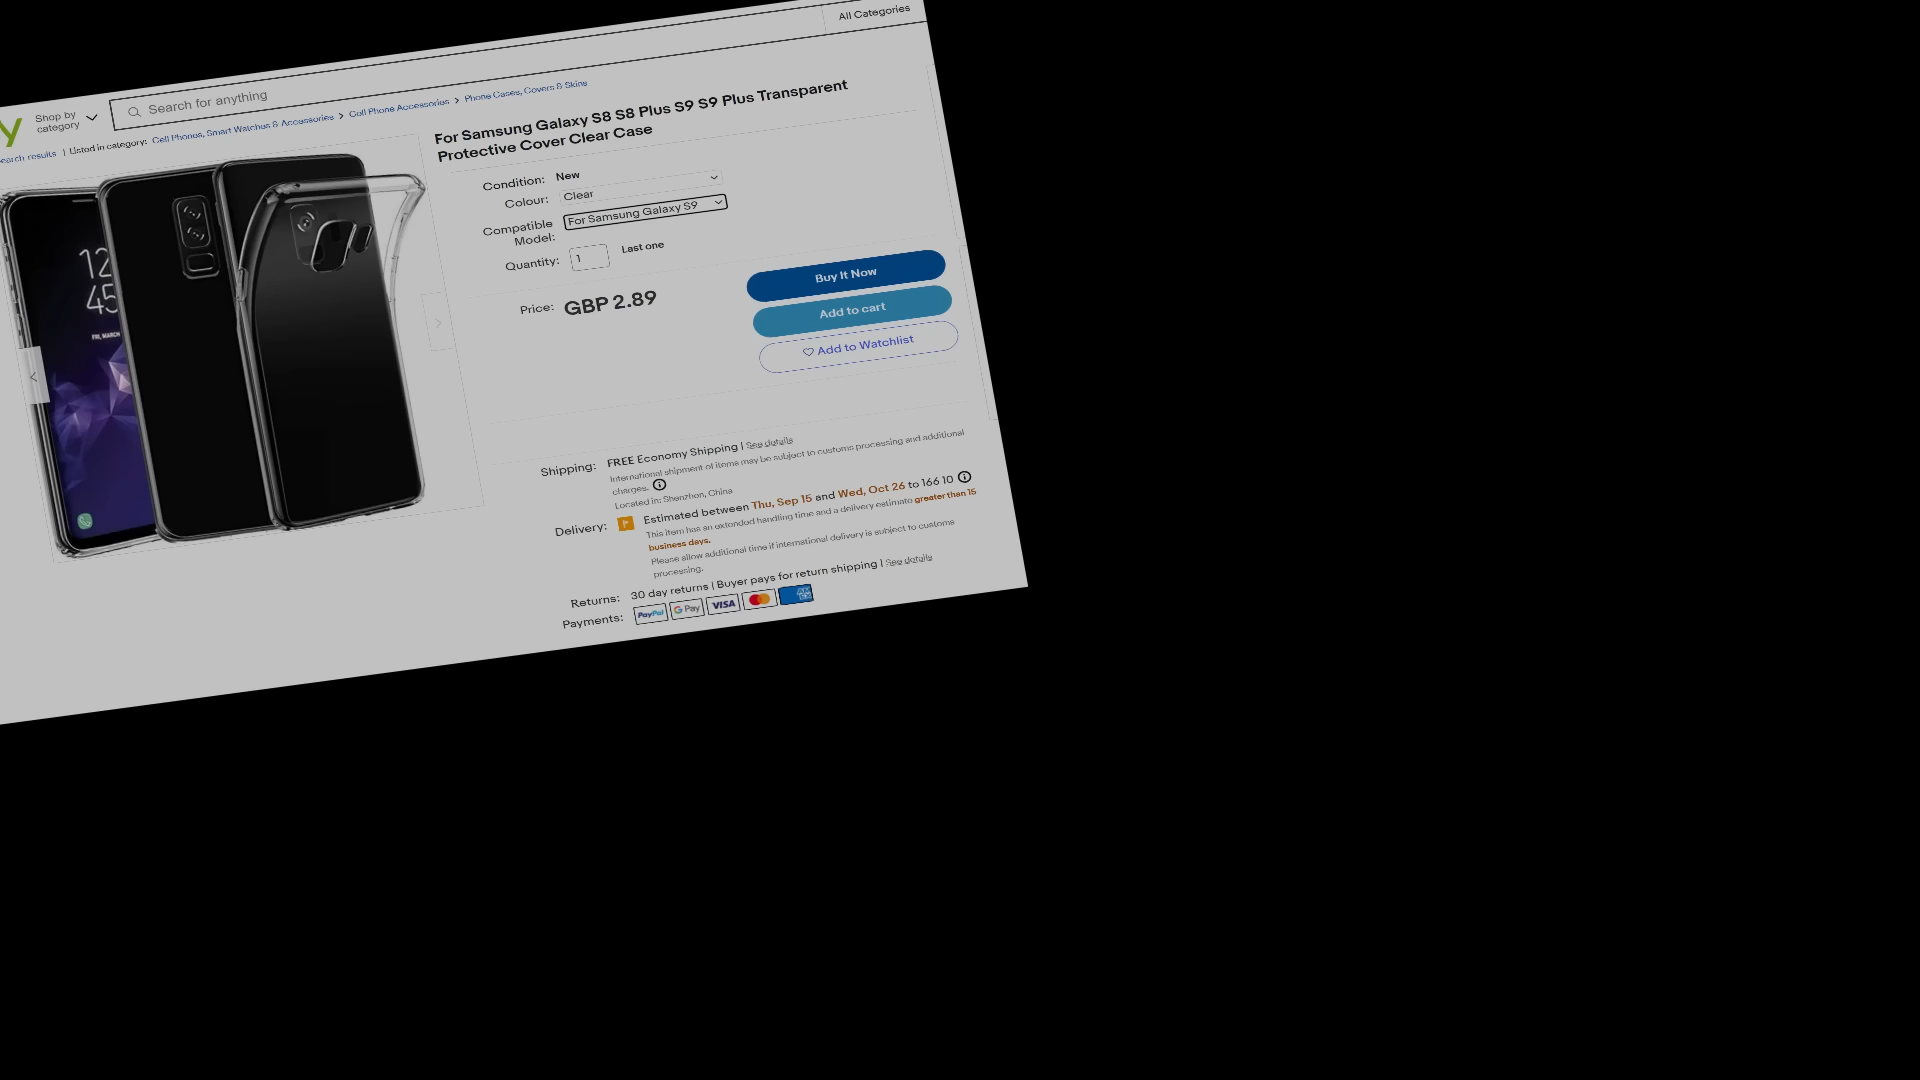 All Categories
y
Shop by
category
Search for anything
earch results | Listed in category: Cell Phones, Smart Watches & Accessories > Cell Phone Accessories > Phone Cases, Covers & Skins
For Samsung Galaxy S8 S8 Plus S9 S9 Plus Transparent
Protective Cover Clear Case
Condition: New
Colour: Clear
Compatible
Model: For Samsung Galaxy S9
Quantity: 1 Last one
Price: GBP 2.89
Buy It Now
Add to cart
Add to Watchlist
12
45
FRI, MARCH
Shipping: FREE Economy Shipping | See details
International shipment of items may be subject to customs processing and additional
charges.
Located in: Shenzhen, China
Delivery: Estimated between Thu, Sep 15 and Wed, Oct 26 to 166 10
This item has an extended handling time and a delivery estimate greater than 15
business days.
Please allow additional time if international delivery is subject to customs
processing.
Returns: 30 day returns | Buyer pays for return shipping | See details
Payments: PayPal G Pay VISA